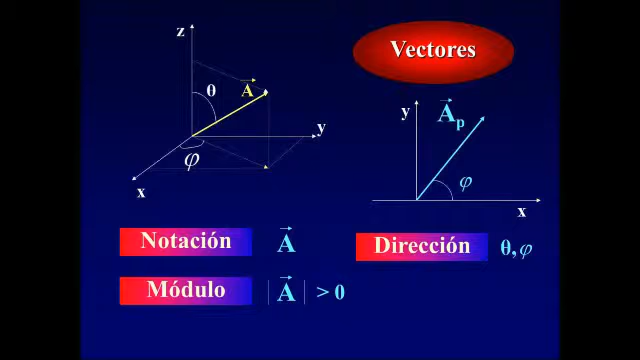 Vectores
z
θ
A⃗
y
φ
x
y
A⃗ₚ
φ
x
Notación A⃗
Dirección θ, φ
Módulo |A⃗| > 0